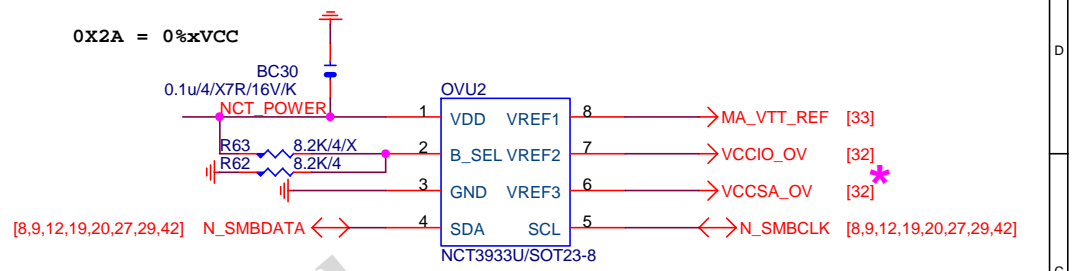 0X2A = 0%xVCC
D
BC30
0.1u/4/X7R/16V/K
OVU2
NCT_POWER
1 VDD VREF1 8 MA_VTT_REF [33]
R63 8.2K/4/X
2 B_SEL VREF2 7 VCCIO_OV [32]
R62 8.2K/4
*
3 GND VREF3 6 VCCSA_OV [32]
[8,9,12,19,20,27,29,42] N_SMBDATA 4 SDA SCL 5 N_SMBCLK [8,9,12,19,20,27,29,42]
NCT3933U/SOT23-8